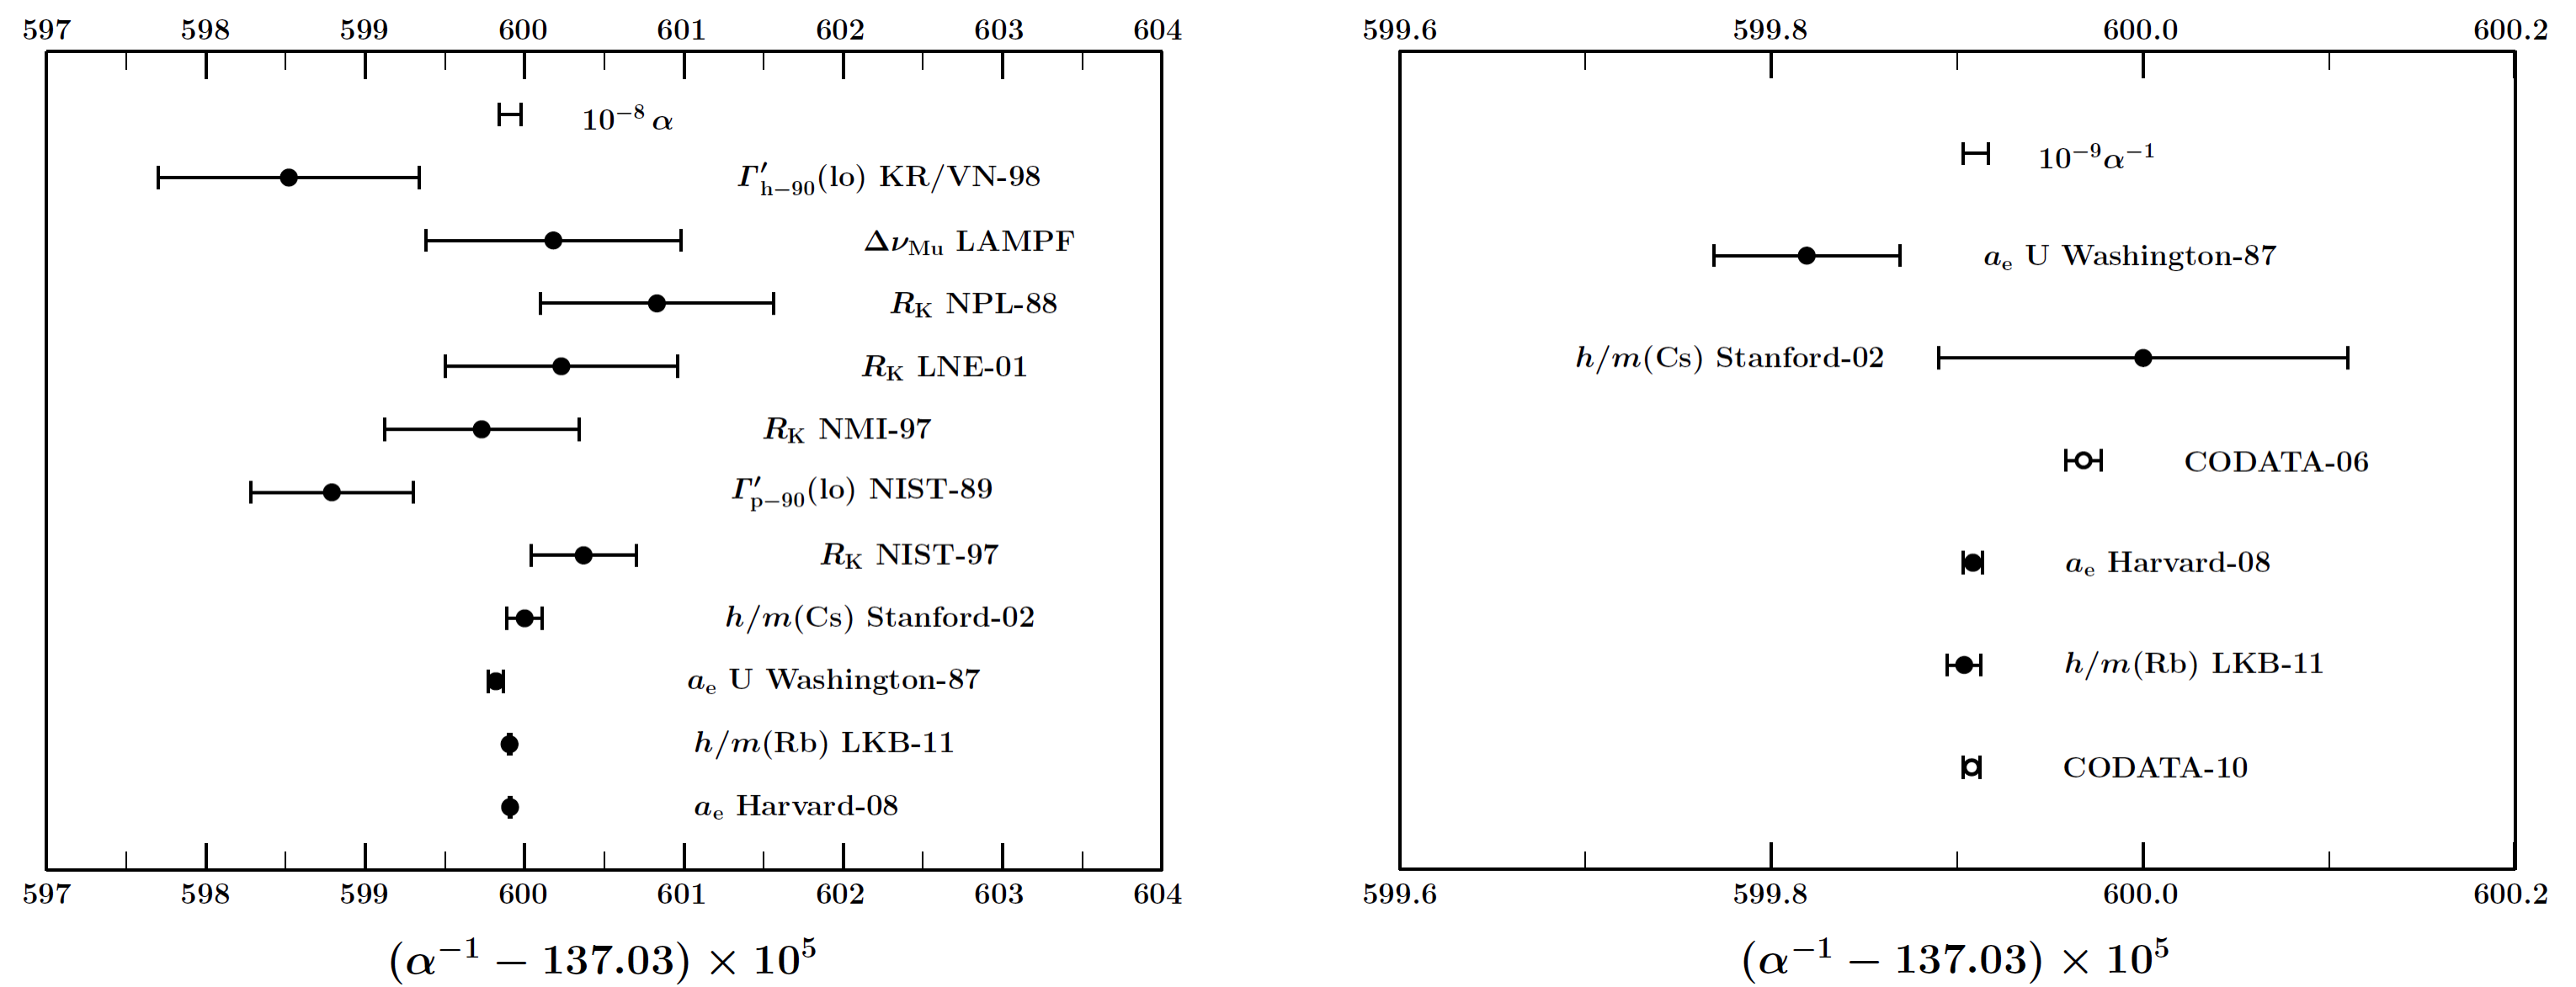 597 598 599 600 601 602 603 604
10⁻⁸ α
Γ′h−90(lo) KR/VN-98
ΔνMu LAMPF
RK NPL-88
RK LNE-01
RK NMI-97
Γ′p−90(lo) NIST-89
RK NIST-97
h/m(Cs) Stanford-02
ae U Washington-87
h/m(Rb) LKB-11
ae Harvard-08
597 598 599 600 601 602 603 604
(α⁻¹ − 137.03) × 10⁵
599.6 599.8 600.0 600.2
10⁻⁹α⁻¹
ae U Washington-87
h/m(Cs) Stanford-02
CODATA-06
ae Harvard-08
h/m(Rb) LKB-11
CODATA-10
599.6 599.8 600.0 600.2
(α⁻¹ − 137.03) × 10⁵